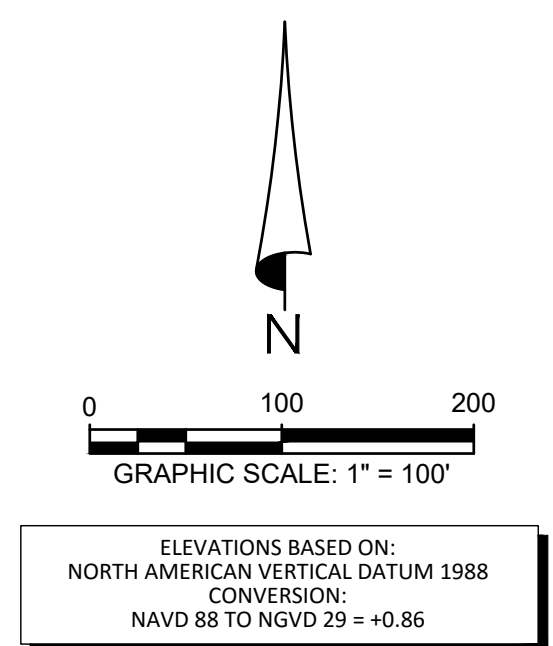 N
0 100 200
GRAPHIC SCALE: 1" = 100'
ELEVATIONS BASED ON:
NORTH AMERICAN VERTICAL DATUM 1988
CONVERSION:
NAVD 88 TO NGVD 29 = +0.86